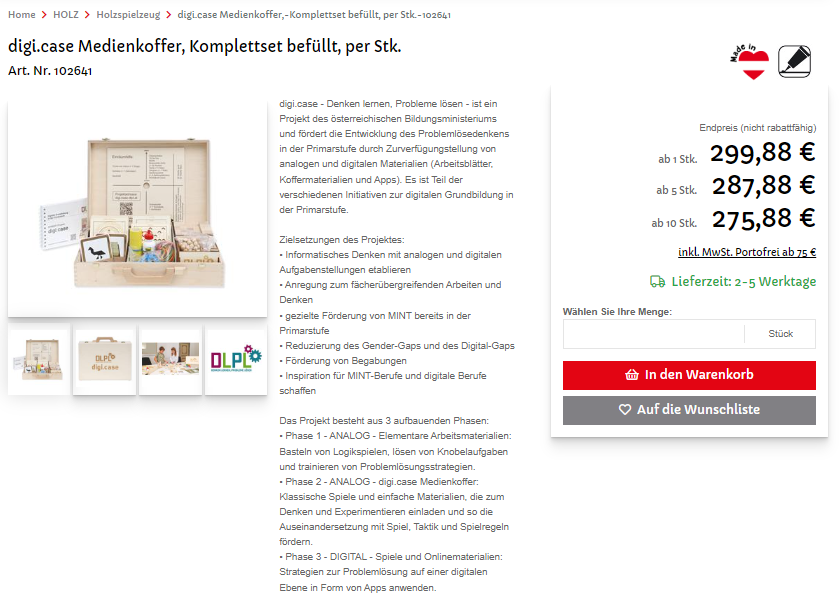 Home > HOLZ > Holzspielzeug > digi.case Medienkoffer,-Komplettset befüllt, per Stk.-102641
digi.case Medienkoffer, Komplettset befüllt, per Stk.
Art. Nr. 102641
Made in
digi.case - Denken lernen, Probleme lösen - ist ein
Projekt des österreichischen Bildungsministeriums
und fördert die Entwicklung des Problemlösedenkens
in der Primarstufe durch Zurverfügungstellung von
analogen und digitalen Materialien (Arbeitsblätter,
Koffermaterialien und Apps). Es ist Teil der
verschiedenen Initiativen zur digitalen Grundbildung in
der Primarstufe.
Zielsetzungen des Projektes:
• Informatisches Denken mit analogen und digitalen
Aufgabenstellungen etablieren
• Anregung zum fächerübergreifenden Arbeiten und
Denken
• gezielte Förderung von MINT bereits in der
Primarstufe
• Reduzierung des Gender-Gaps und des Digital-Gaps
• Förderung von Begabungen
• Inspiration für MINT-Berufe und digitale Berufe
schaffen
Das Projekt besteht aus 3 aufbauenden Phasen:
• Phase 1 - ANALOG - Elementare Arbeitsmaterialien:
Basteln von Logikspielen, lösen von Knobelaufgaben
und trainieren von Problemlösungsstrategien.
• Phase 2 - ANALOG - digi.case Medienkoffer:
Klassische Spiele und einfache Materialien, die zum
Denken und Experimentieren einladen und so die
Auseinandersetzung mit Spiel, Taktik und Spielregeln
fördern.
• Phase 3 - DIGITAL - Spiele und Onlinematerialien:
Strategien zur Problemlösung auf einer digitalen
Ebene in Form von Apps anwenden.
Endpreis (nicht rabattfähig)
ab 1 Stk. 299,88 €
ab 5 Stk. 287,88 €
ab 10 Stk. 275,88 €
inkl. MwSt. Portofrei ab 75 €
Lieferzeit: 2-5 Werktage
Wählen Sie Ihre Menge:
Stück
In den Warenkorb
Auf die Wunschliste
digi.case
DLPL
digi.case
DLPL